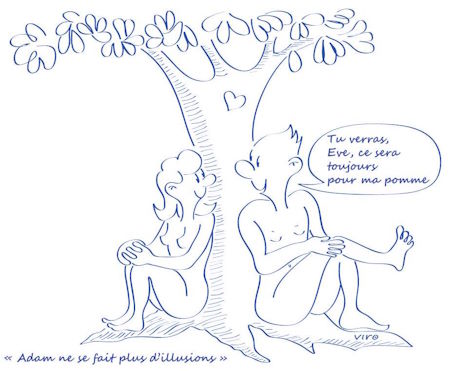 Tu verras,
Eve, ce sera
toujours
pour ma pomme
VIRO
« Adam ne se fait plus d'illusions »